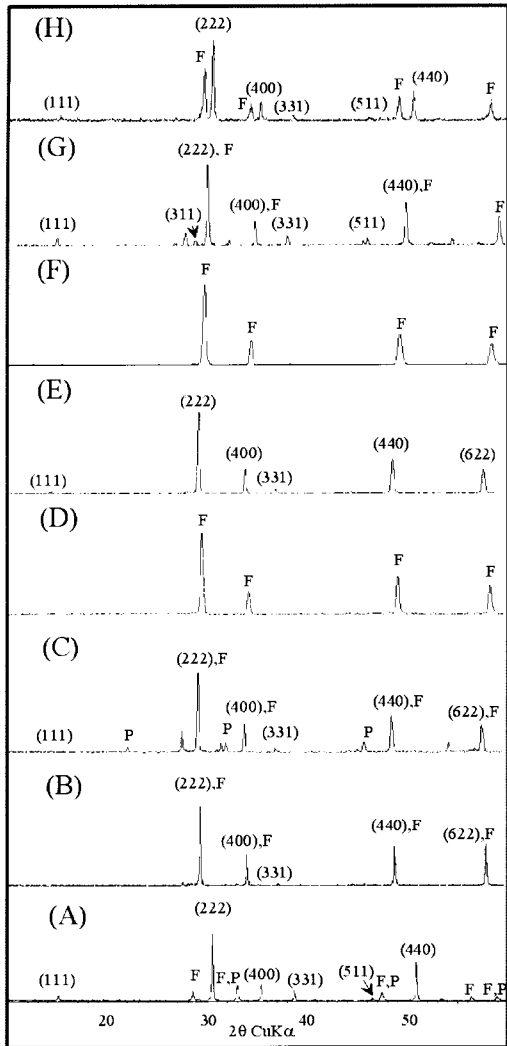 (H)
(222)
F
(111)
F
(400)
(331)
(511)
F
(440)
F
(G)
(222), F
(111)
(311)
(400),F
(331)
(511)
(440),F
F
(F)
F
F
F
F
(E)
(222)
(111)
(400)
(331)
(440)
(622)
(D)
F
F
F
F
(C)
(222),F
(111)
P
P
(400),F
(331)
P
(440),F
(622),F
(B)
(222),F
(400),F
(331)
(440),F
(622),F
(A)
(222)
(111)
F
F,P
(400)
(331)
(511)
F,P
(440)
F
F,P
20 30 40 50
2θ CuKα